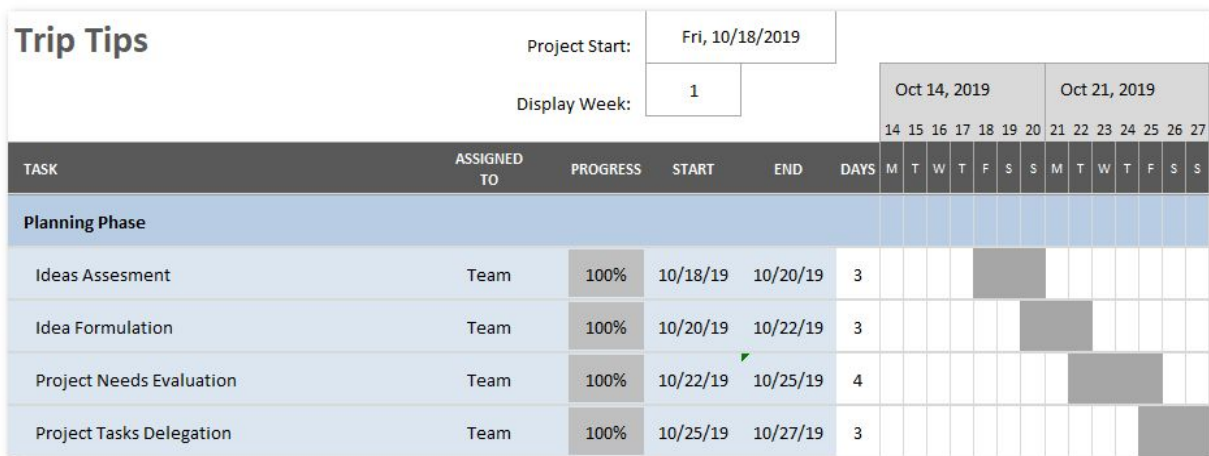 Trip Tips
Project Start: Fri, 10/18/2019
Display Week: 1
Oct 14, 2019 Oct 21, 2019
14 15 16 17 18 19 20 21 22 23 24 25 26 27
TASK ASSIGNED TO PROGRESS START END DAYS M T W T F S S M T W T F S S
Planning Phase
Ideas Assesment Team 100% 10/18/19 10/20/19 3
Idea Formulation Team 100% 10/20/19 10/22/19 3
Project Needs Evaluation Team 100% 10/22/19 10/25/19 4
Project Tasks Delegation Team 100% 10/25/19 10/27/19 3